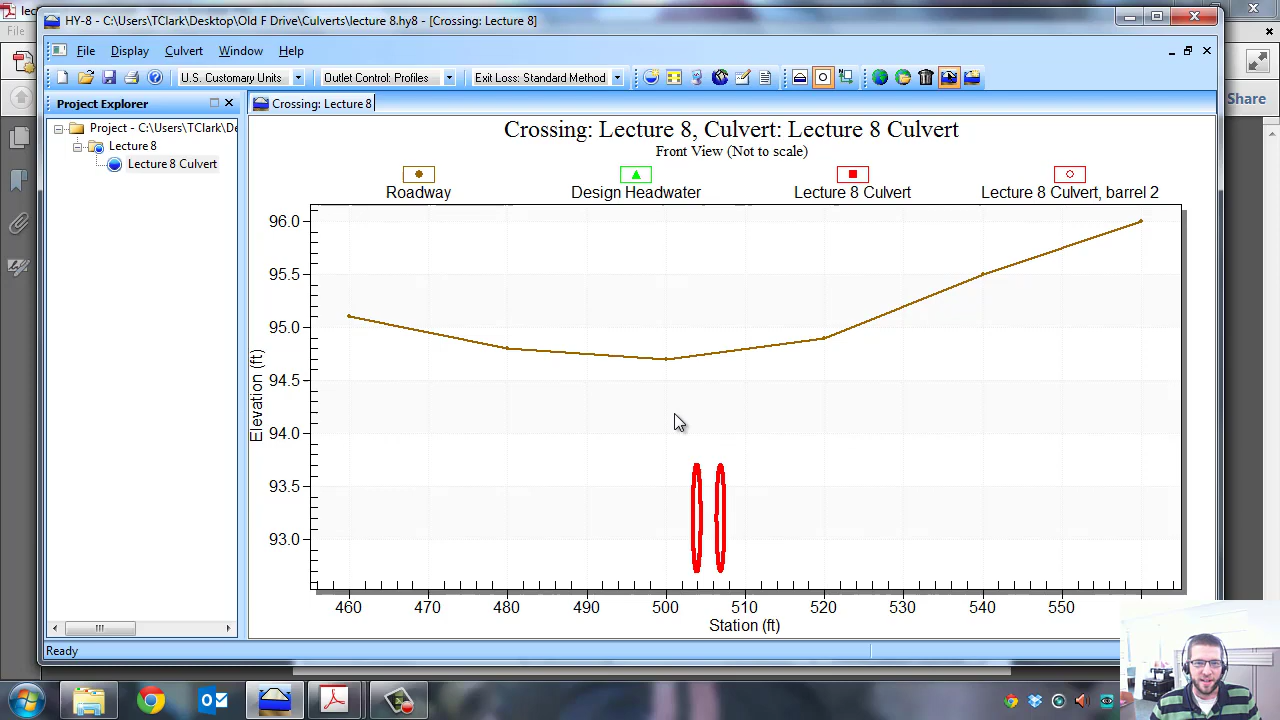 HY-8 - C:\Users\TClark\Desktop\Old F Drive\Culverts\lecture 8.hy8 - [Crossing: Lecture 8]
File
File Display Culvert Window Help
U.S. Customary Units Outlet Control: Profiles Exit Loss: Standard Method
Share
Project Explorer
Crossing: Lecture 8
Project - C:\Users\TClark\De
Lecture 8
Lecture 8 Culvert
Crossing: Lecture 8, Culvert: Lecture 8 Culvert
Front View (Not to scale)
Roadway Design Headwater Lecture 8 Culvert Lecture 8 Culvert, barrel 2
96.0
95.5
95.0
94.5
94.0
93.5
93.0
Elevation (ft)
460 470 480 490 500 510 520 530 540 550
Station (ft)
Ready